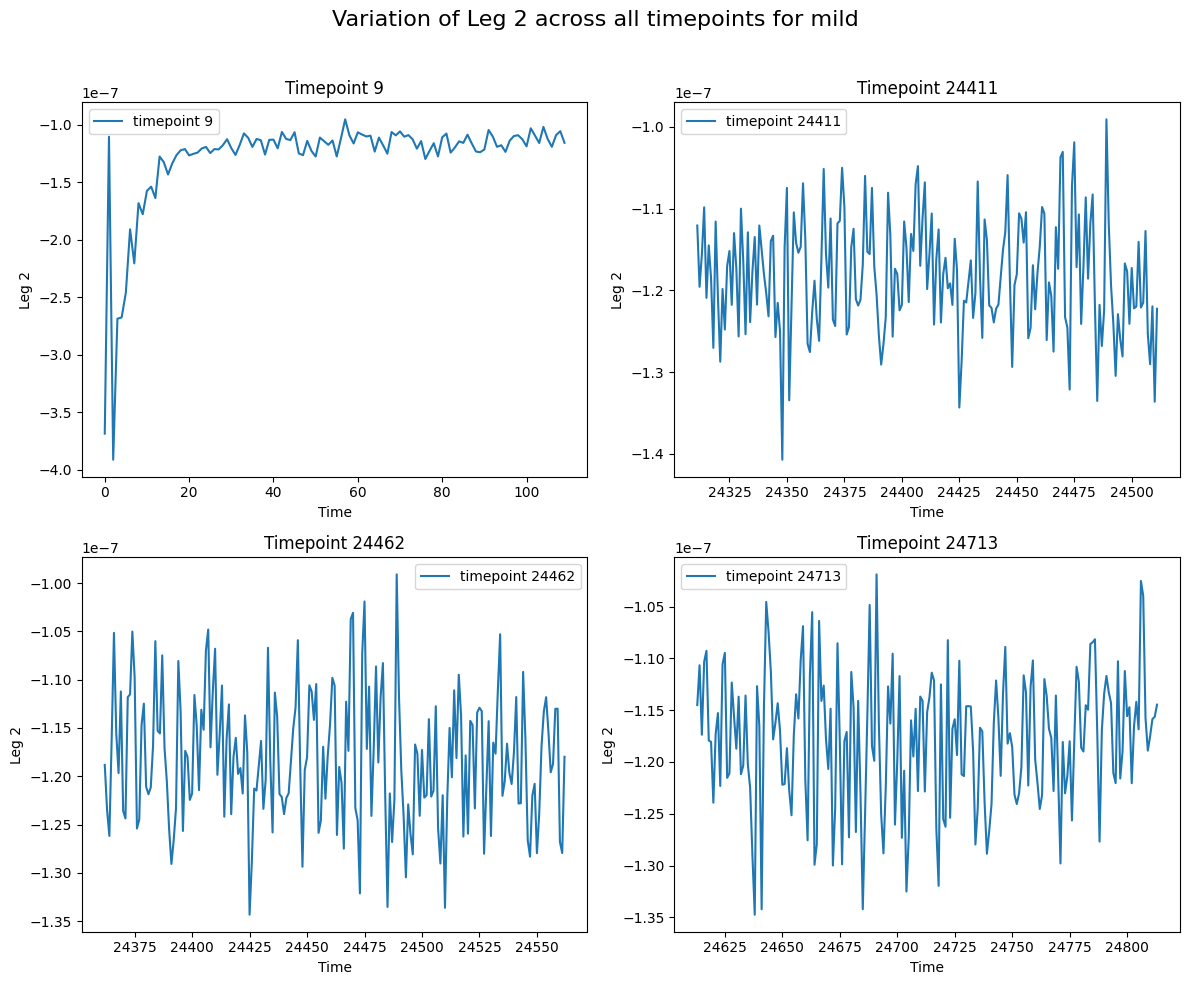 Variation of Leg 2 across all timepoints for mild
Timepoint 9
1e−7
timepoint 9
−1.0
−1.5
−2.0
−2.5
−3.0
−3.5
−4.0
Leg 2
0 20 40 60 80 100
Time
Timepoint 24411
1e−7
timepoint 24411
−1.0
−1.1
−1.2
−1.3
−1.4
Leg 2
24325 24350 24375 24400 24425 24450 24475 24500
Time
Timepoint 24462
1e−7
timepoint 24462
−1.00
−1.05
−1.10
−1.15
−1.20
−1.25
−1.30
−1.35
Leg 2
24375 24400 24425 24450 24475 24500 24525 24550
Time
Timepoint 24713
1e−7
timepoint 24713
−1.05
−1.10
−1.15
−1.20
−1.25
−1.30
−1.35
Leg 2
24625 24650 24675 24700 24725 24750 24775 24800
Time